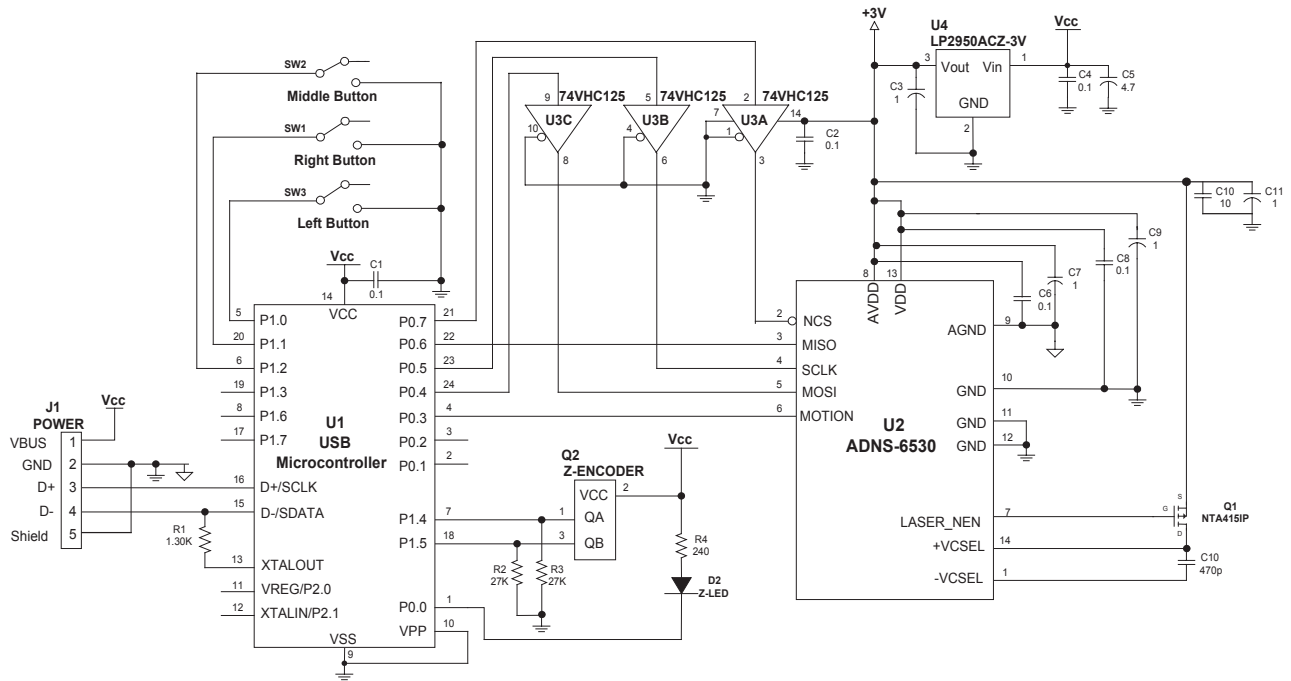 +3V
U4
LP2950ACZ-3V
Vcc
3
Vout
Vin
1
GND
2
C3
1
C4
0.1
C5
4.7
SW2
Middle Button
SW1
Right Button
SW3
Left Button
9
74VHC125
5
74VHC125
2
74VHC125
10
U3C
8
4
U3B
6
7
1
U3A
14
3
C2
0.1
C10
10
C11
1
C9
1
C8
0.1
C7
1
C6
0.1
Vcc
C1
0.1
14
VCC
5
P1.0
20
P1.1
6
P1.2
19
P1.3
8
P1.6
17
P1.7
16
D+/SCLK
15
D-/SDATA
13
XTALOUT
11
VREG/P2.0
12
XTALIN/P2.1
U1
USB
Microcontroller
P0.7
21
P0.6
22
P0.5
23
P0.4
24
P0.3
4
P0.2
3
P0.1
2
P1.4
7
P1.5
18
P0.0
1
VPP
10
VSS
9
J1
POWER
Vcc
VBUS
1
GND
2
D+
3
D-
4
Shield
5
R1
1.30K
Q2
Z-ENCODER
VCC
2
1
QA
3
QB
R2
27K
R3
27K
Vcc
R4
240
D2
Z-LED
8
13
AVDD
VDD
2
NCS
3
MISO
4
SCLK
5
MOSI
6
MOTION
U2
ADNS-6530
AGND
9
GND
10
GND
11
GND
12
LASER_NEN
7
+VCSEL
14
-VCSEL
1
S
G
D
Q1
NTA415IP
C10
470p